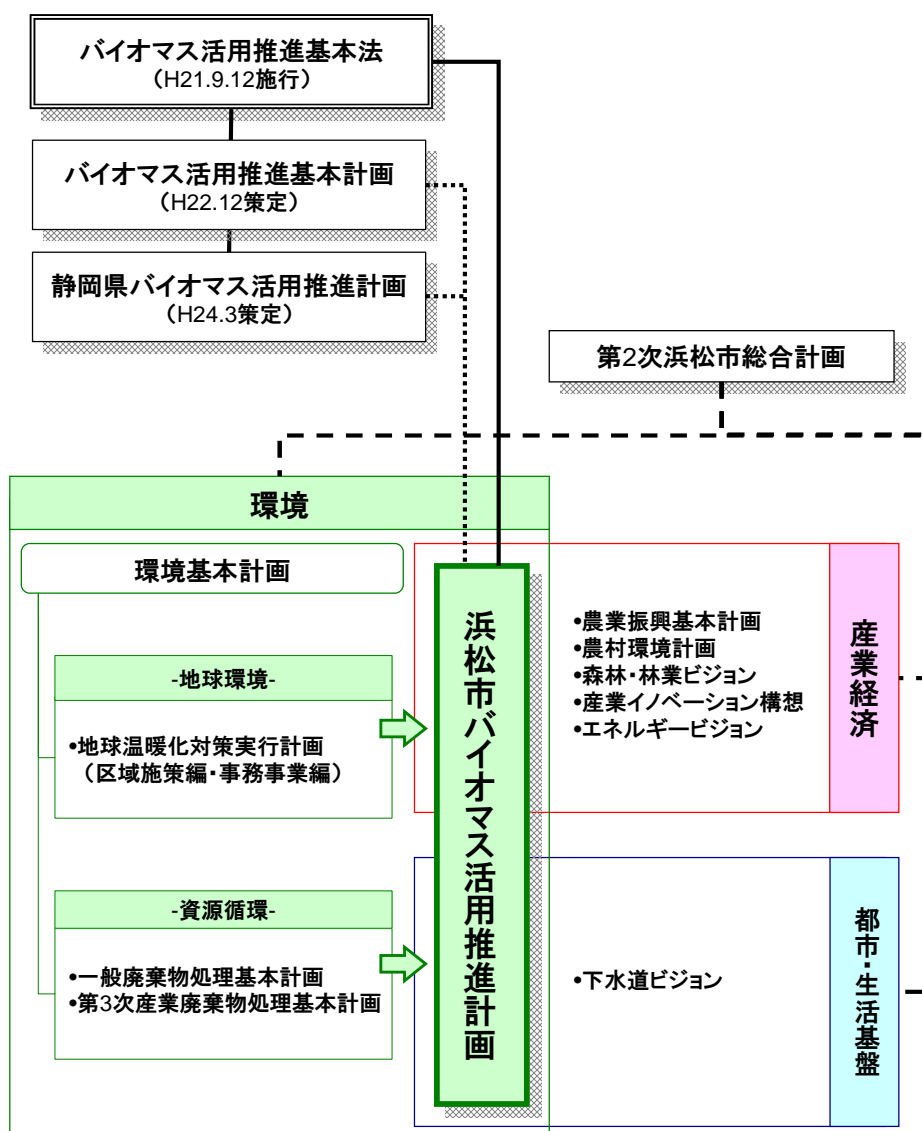 バイオマス活用推進基本法
（H21.9.12施行）
バイオマス活用推進基本計画
（H22.12策定）
静岡県バイオマス活用推進計画
（H24.3策定）
第2次浜松市総合計画
環境
環境基本計画
-地球環境-
•地球温暖化対策実行計画
（区域施策編・事務事業編）
-資源循環-
•一般廃棄物処理基本計画
•第3次産業廃棄物処理基本計画
浜松市バイオマス活用推進計画
•農業振興基本計画
•農村環境計画
•森林・林業ビジョン
•産業イノベーション構想
•エネルギービジョン
産業経済
•下水道ビジョン
都市・生活基盤